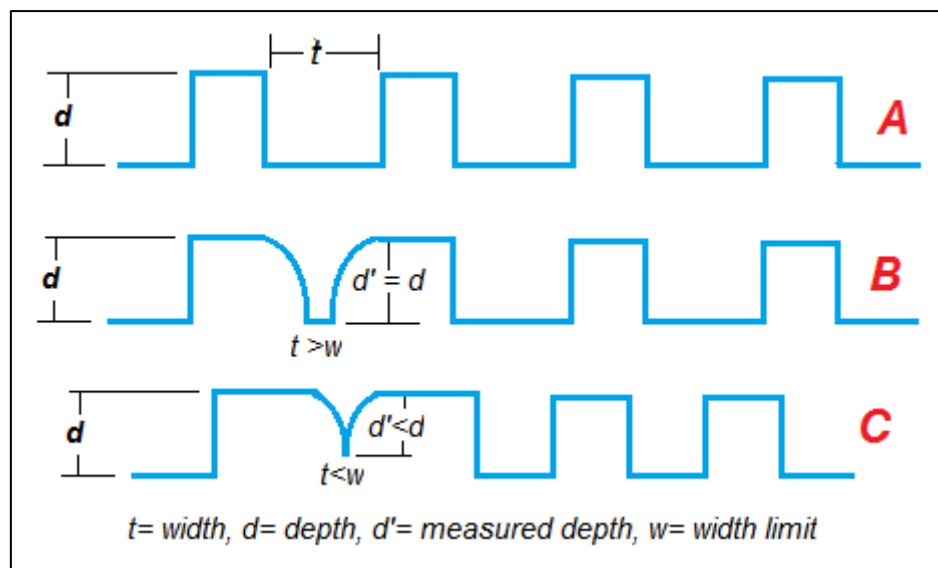 t
d
A
d
d' = d
B
t >w
d
d'<d
C
t<w
t= width, d= depth, d'= measured depth, w= width limit